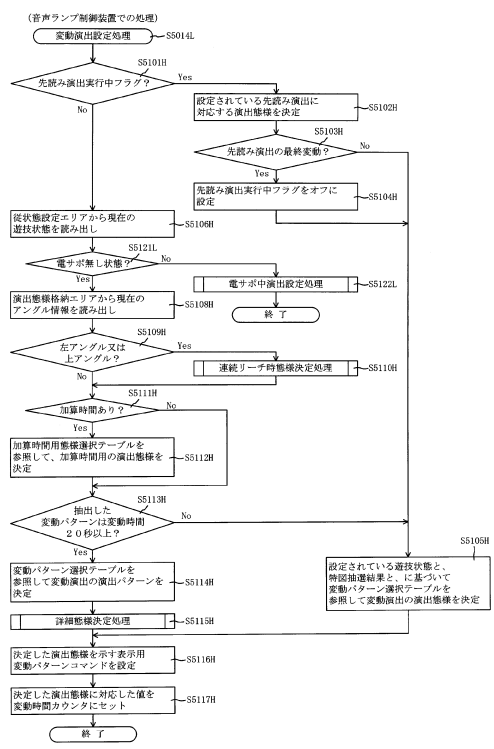 (音声ランプ制御装置での処理)
変動演出設定処理
S5014L
S5101H
先読み演出実行中フラグ?
Yes
No
設定されている先読み演出に
対応する演出態様を決定
S5102H
S5103H
先読み演出の最終変動?
No
Yes
先読み演出実行中フラグをオフに
設定
S5104H
従状態設定エリアから現在の
遊技状態を読み出し
S5106H
S5121L
電サポ無し状態?
No
Yes
電サポ中演出設定処理
S5122L
終 了
演出態様格納エリアから現在の
アングル情報を読み出し
S5108H
S5109H
左アングル又は
上アングル?
Yes
No
連続リーチ時態様決定処理
S5110H
S5111H
加算時間あり?
No
Yes
加算時間用態様選択テーブルを
参照して、加算時間用の演出態様を
決定
S5112H
S5113H
抽出した
変動パターンは変動時間
20秒以上?
No
Yes
S5105H
設定されている遊技状態と、
特図抽選結果と、に基づいて
変動パターン選択テーブルを
参照して変動演出の演出態様を決定
変動パターン選択テーブルを
参照して変動演出の演出パターンを
決定
S5114H
詳細態様決定処理
S5115H
決定した演出態様を示す表示用
変動パターンコマンドを設定
S5116H
決定した演出態様に対応した値を
変動時間カウンタにセット
S5117H
終 了